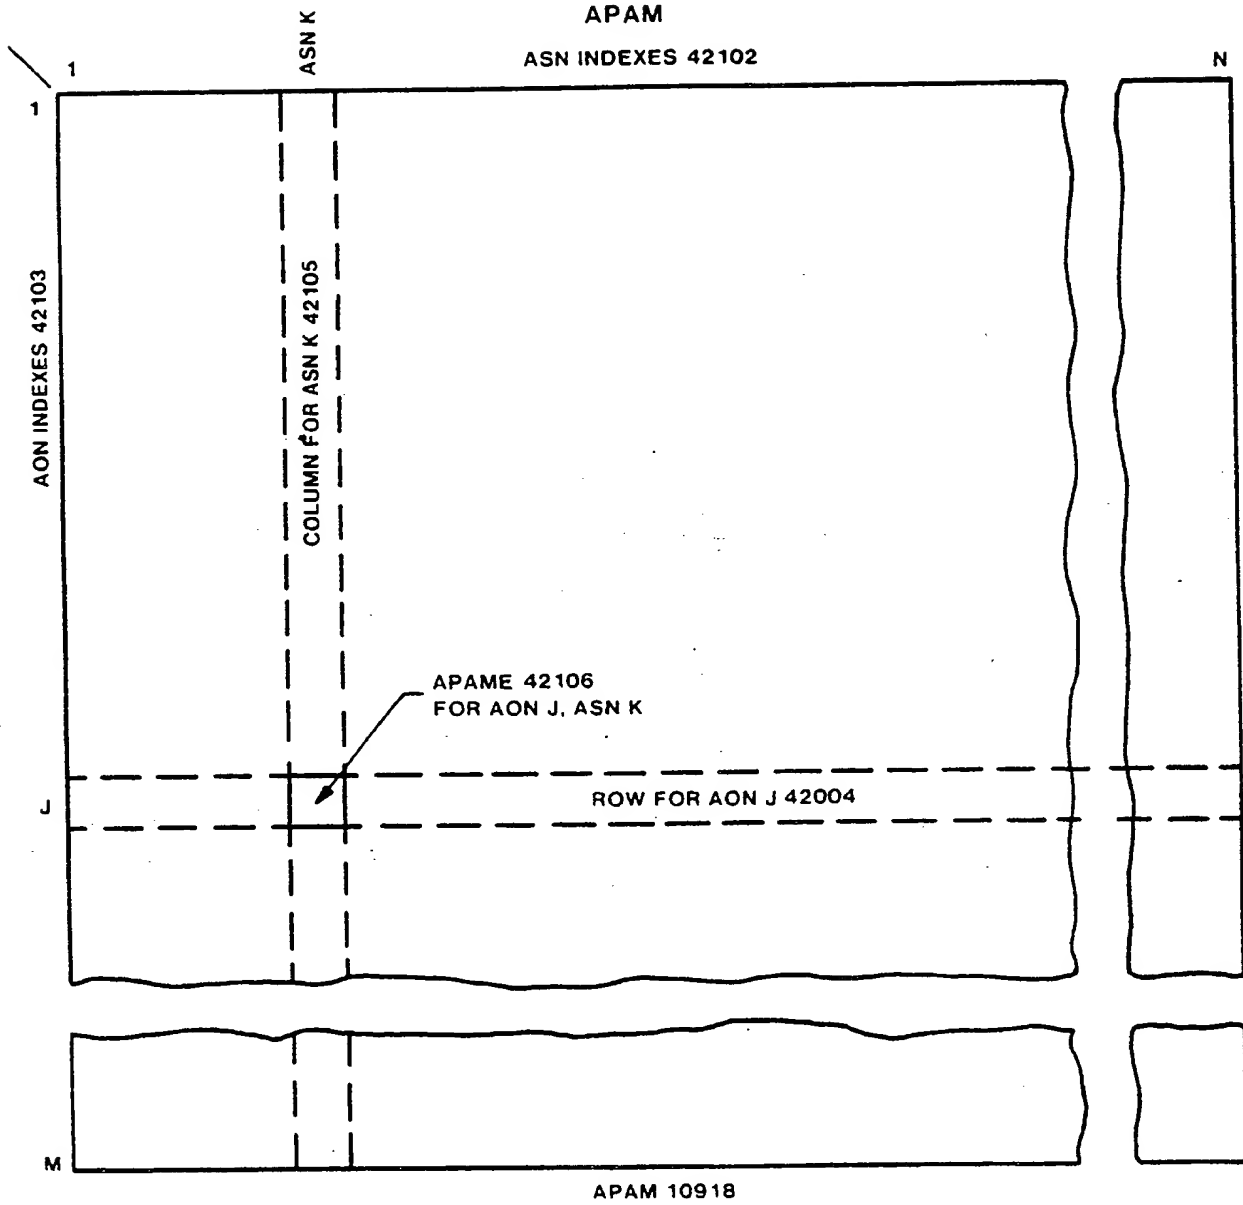 APAM
ASN K
ASN INDEXES 42102
1
N
1
AON INDEXES 42103
COLUMN FOR ASN K 42105
APAME 42106
FOR AON J, ASN K
J
ROW FOR AON J 42004
M
APAM 10918